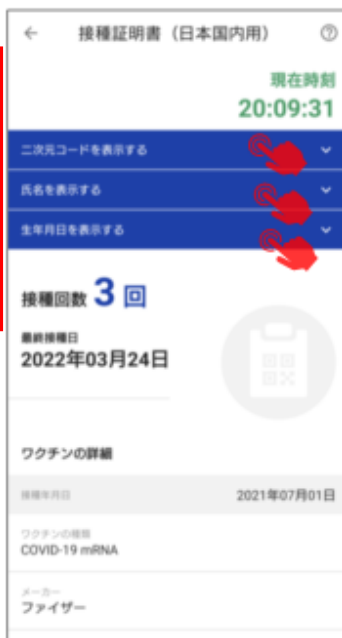 接種証明書（日本国内用）
現在時刻
20:09:31
二次元コードを表示する
氏名を表示する
生年月日を表示する
接種回数 3 回
最終接種日
2022年03月24日
ワクチンの詳細
接種年月日 2021年07月01日
ワクチンの種類
COVID-19 mRNA
メーカー
ファイザー